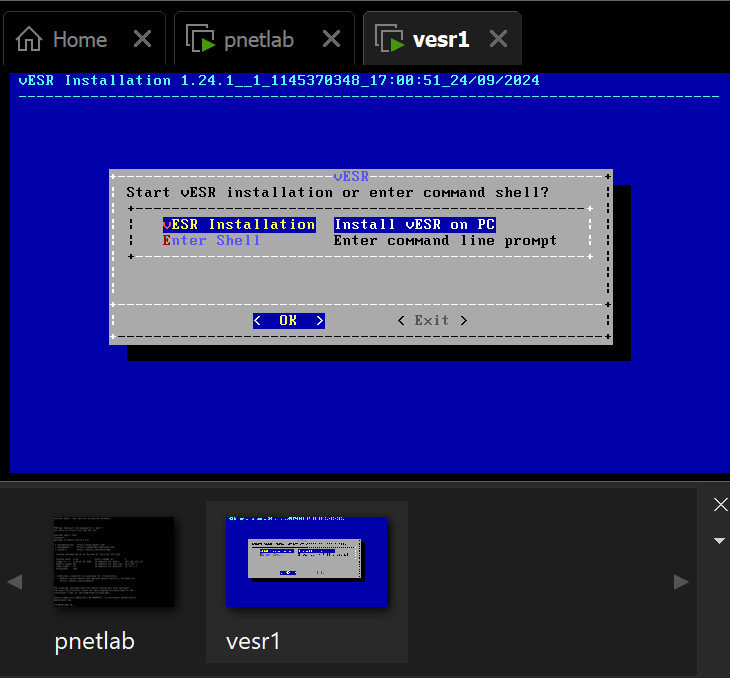 Home
pnetlab
vesr1
vESR Installation 1.24.1__1_1145370348_17:00:51_24/09/2024
vESR
Start vESR installation or enter command shell?
vESR Installation Install vESR on PC
Enter Shell Enter command line prompt
< OK > < Exit >
pnetlab
vesr1